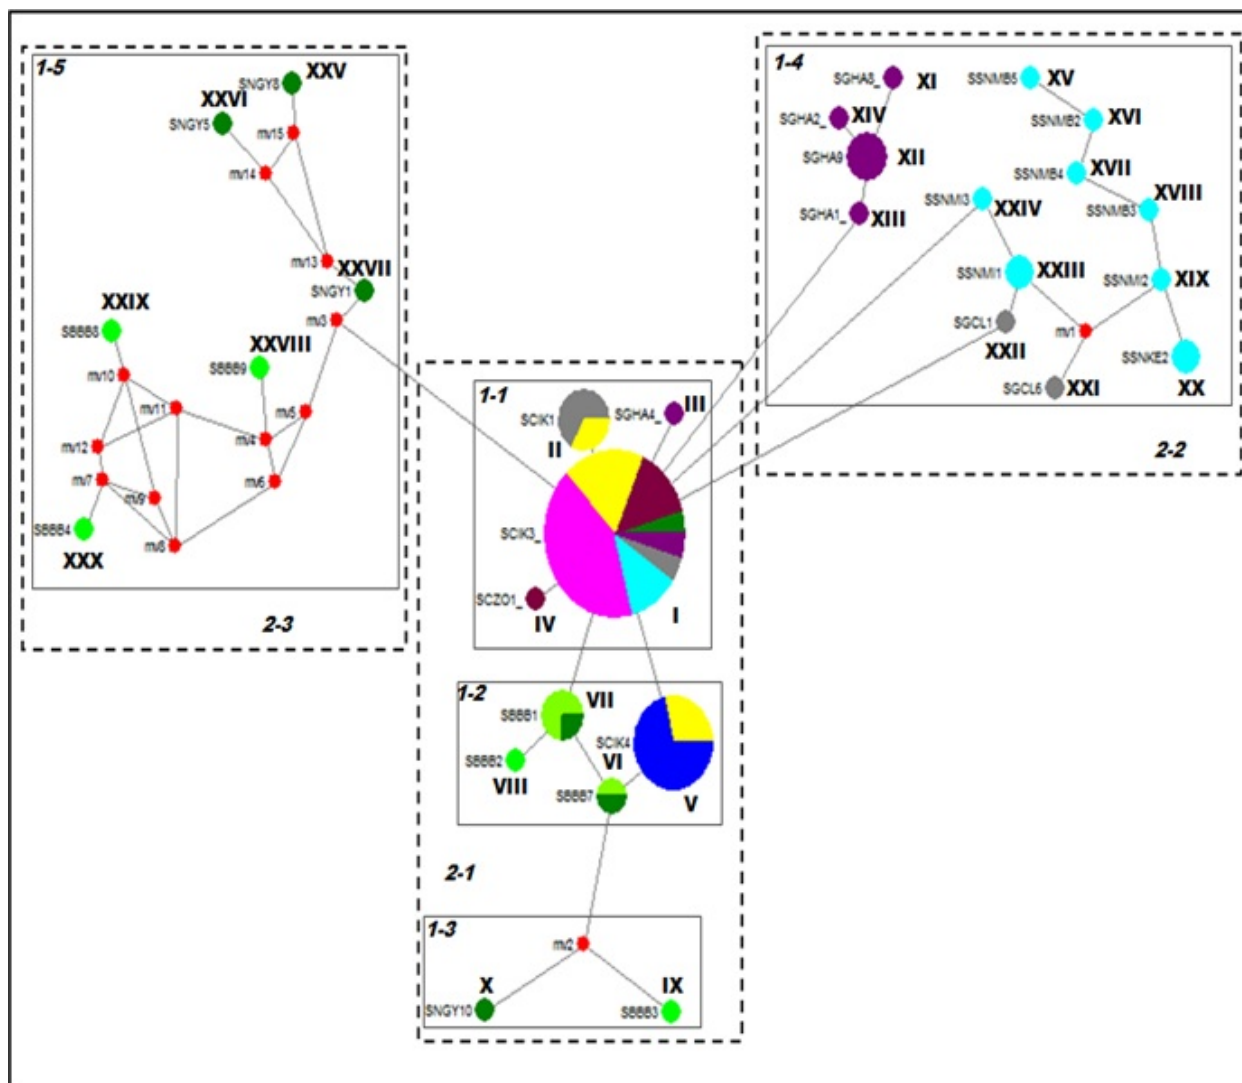 1-5
XXV
SNGY8
XXVI
SNGY5
mv15
mv14
mv13
XXVII
SNGY1
mv3
XXIX
SBBB8
XXVIII
SBBB9
mv10
mv11
mv5
mv12
mv4
mv7
mv6
mv9
SBBB4
mv8
XXX
2-3
1-4
XI
SGHA8_
XIV
SGHA2_
SGHA9
XII
SGHA1_
XIII
XV
SSNMB5
SSNMB2
XVI
XVII
SSNMB4
XVIII
SSNMB3
SSNMI3
XXIV
SSNMI1
XXIII
SSNMI2
XIX
SGCL1
XXII
mv1
SSNKE2
XX
SGCL6
XXI
2-2
1-1
SCIK1
II
SGHA4_
III
SCIK3_
SCZO1_
IV
I
1-2
SBBB1
VII
SCIK4
SBBB2
VIII
VI
SBBB7
V
2-1
1-3
mv2
X
SNGY10
IX
SBBB3